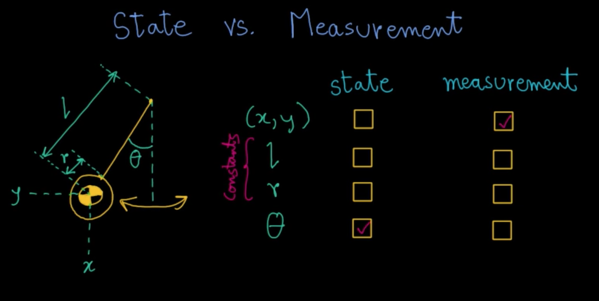 State vs. Measurement
state measurement
(x,y)
l
r
θ
constants
l
r
θ
y
x